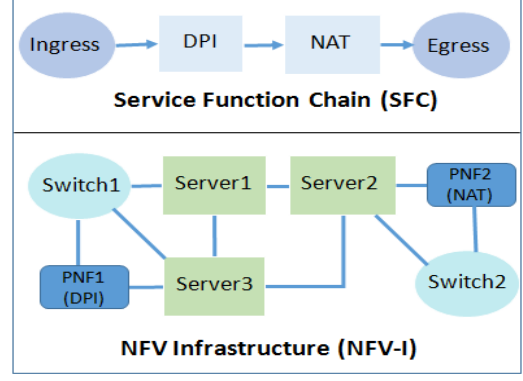 Ingress
DPI
NAT
Egress
Service Function Chain (SFC)
Switch1
Server1
Server2
PNF2
(NAT)
PNF1
(DPI)
Server3
Switch2
NFV Infrastructure (NFV-I)